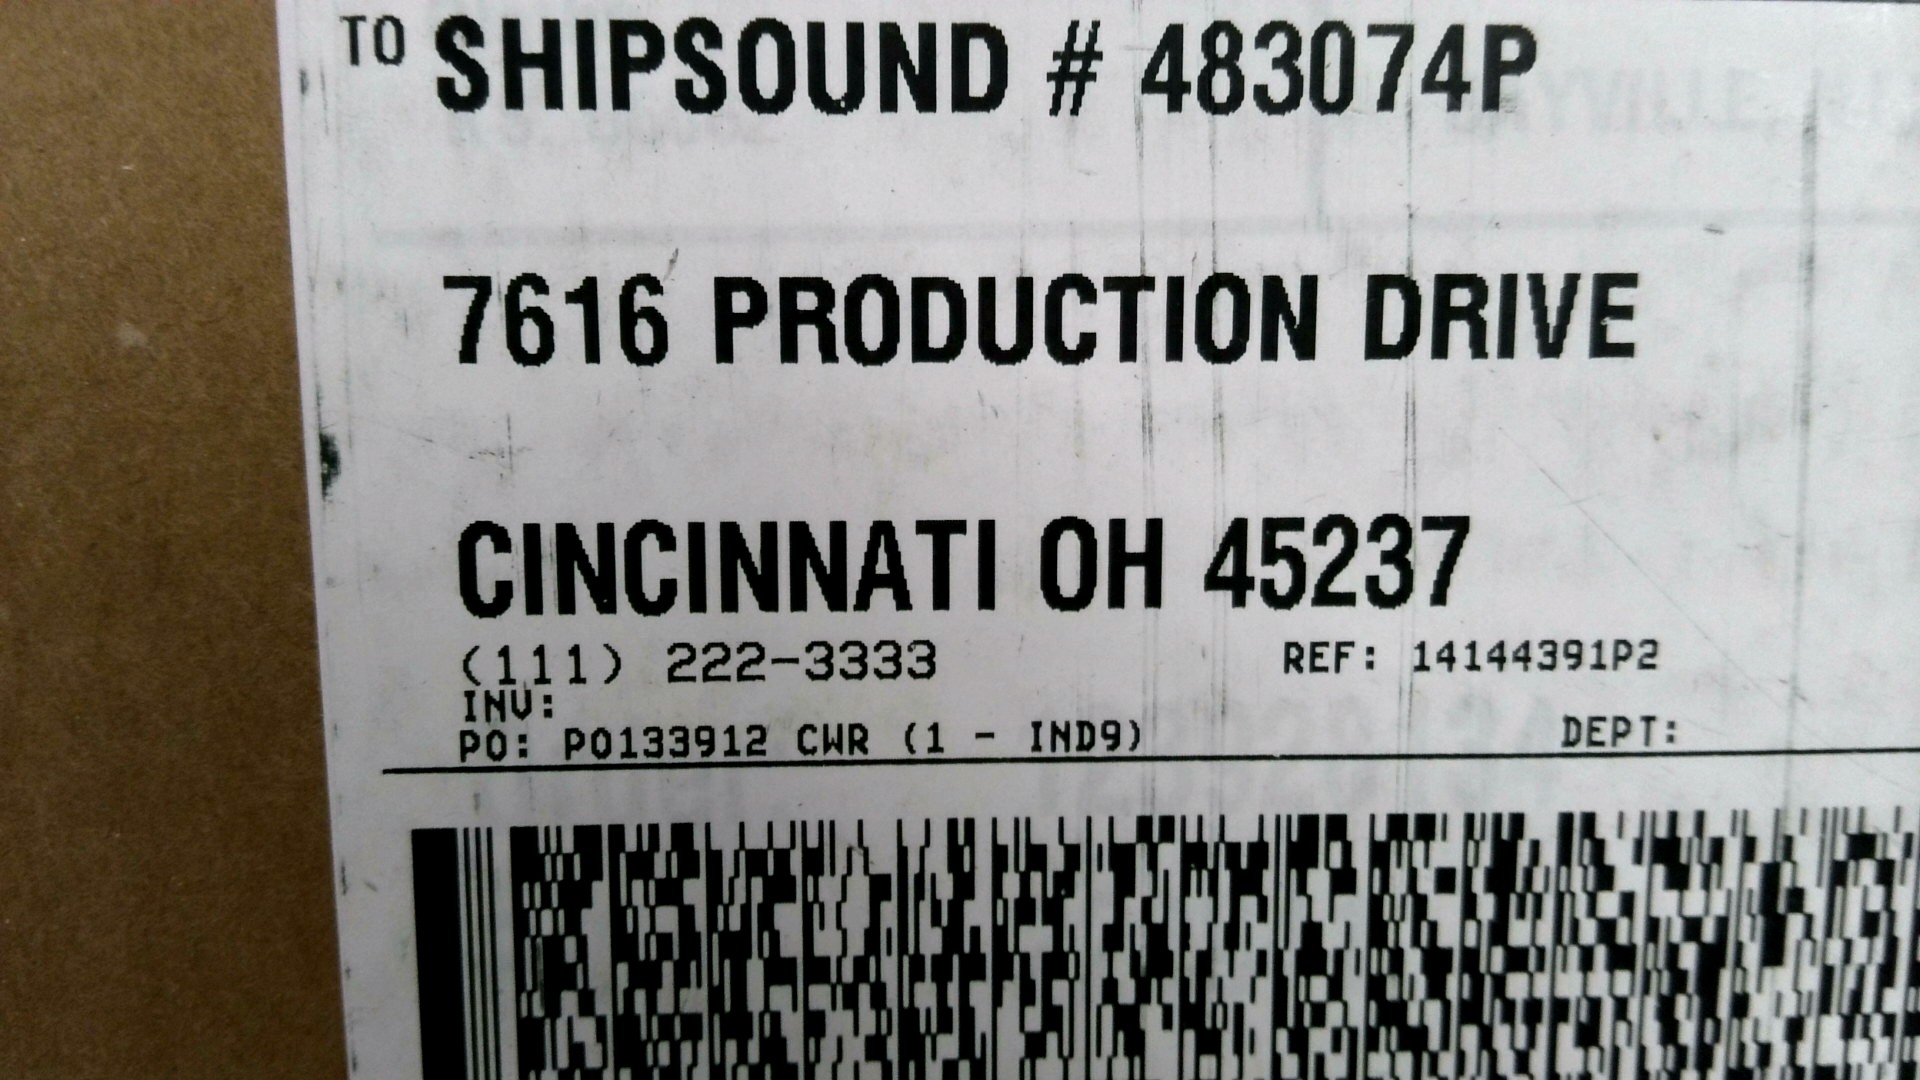 TO SHIPSOUND # 483074P
7616 PRODUCTION DRIVE
CINCINNATI OH 45237
(111) 222-3333 REF: 14144391P2
INV:
PO: PO133912 CWR (1 - IND9) DEPT: